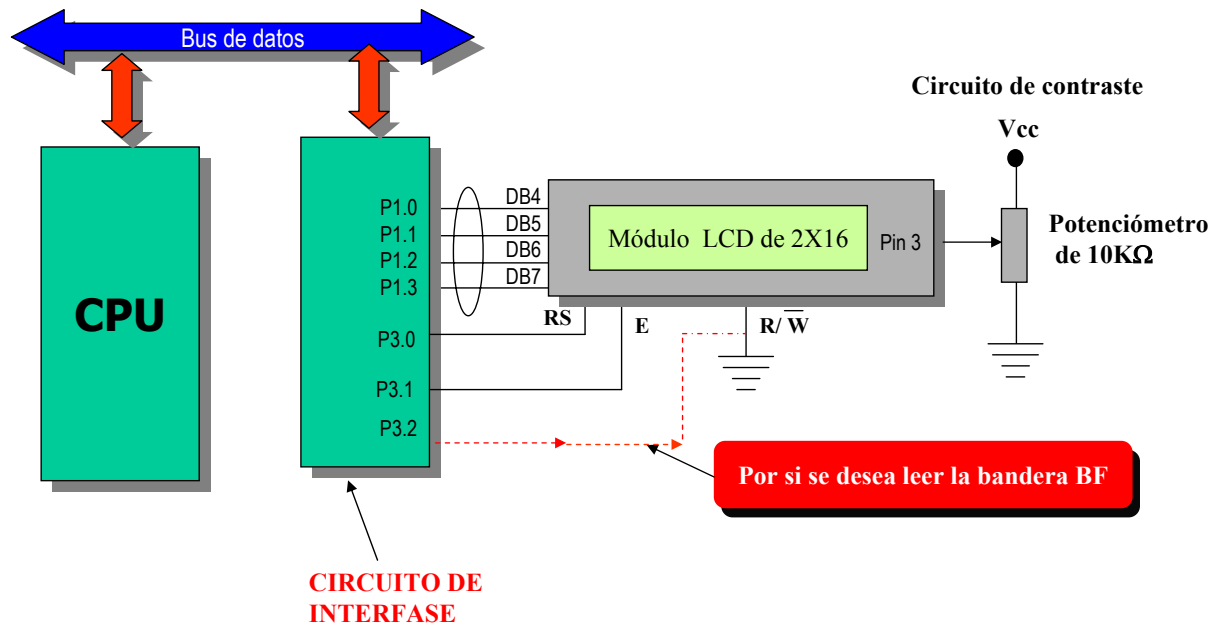 Bus de datos
Circuito de contraste
Vcc
CPU
P1.0
P1.1
P1.2
P1.3
P3.0
P3.1
P3.2
DB4
DB5
DB6
DB7
Módulo LCD de 2X16
Pin 3
Potenciómetro
de 10KΩ
RS
E
R/ W̅
Por si se desea leer la bandera BF
CIRCUITO DE
INTERFASE